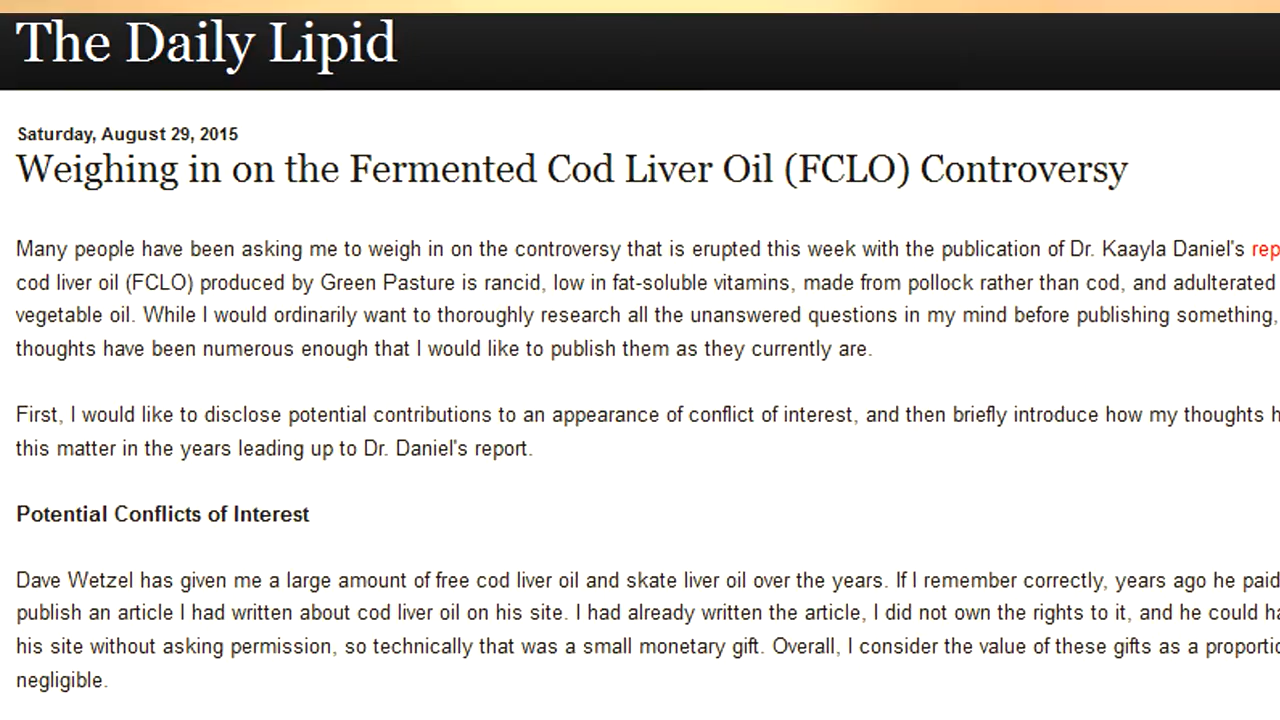 The Daily Lipid
Saturday, August 29, 2015
Weighing in on the Fermented Cod Liver Oil (FCLO) Controversy
Many people have been asking me to weigh in on the controversy that is erupted this week with the publication of Dr. Kaayla Daniel's
cod liver oil (FCLO) produced by Green Pasture is rancid, low in fat-soluble vitamins, made from pollock rather than cod, and adulterated
vegetable oil. While I would ordinarily want to thoroughly research all the unanswered questions in my mind before publishing something,
thoughts have been numerous enough that I would like to publish them as they currently are.
First, I would like to disclose potential contributions to an appearance of conflict of interest, and then briefly introduce how my thoughts
this matter in the years leading up to Dr. Daniel's report.
Potential Conflicts of Interest
Dave Wetzel has given me a large amount of free cod liver oil and skate liver oil over the years. If I remember correctly, years ago he paid
publish an article I had written about cod liver oil on his site. I had already written the article, I did not own the rights to it, and he could
his site without asking permission, so technically that was a small monetary gift. Overall, I consider the value of these gifts as a
negligible.